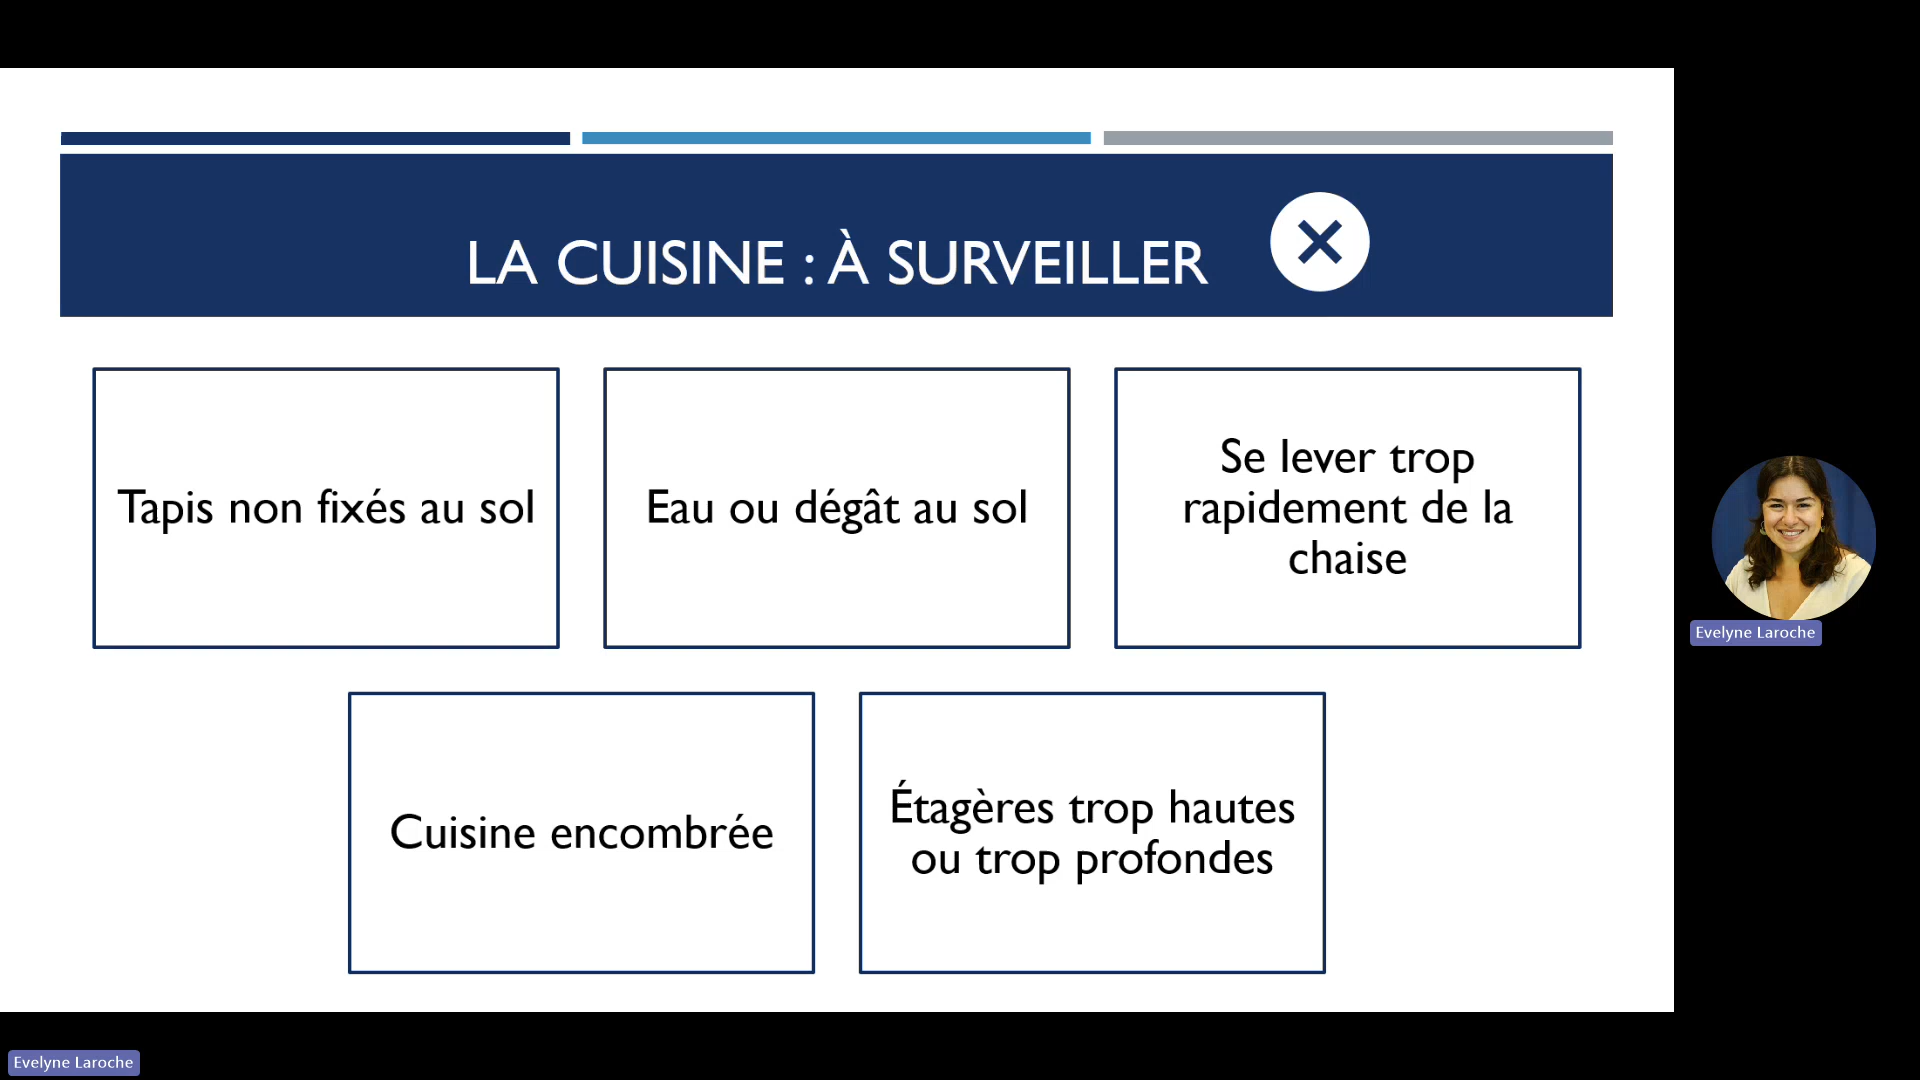 LA CUISINE : À SURVEILLER
Tapis non fixés au sol
Eau ou dégât au sol
Se lever trop
rapidement de la
chaise
Cuisine encombrée
Étagères trop hautes
ou trop profondes
Evelyne Laroche
Evelyne Laroche